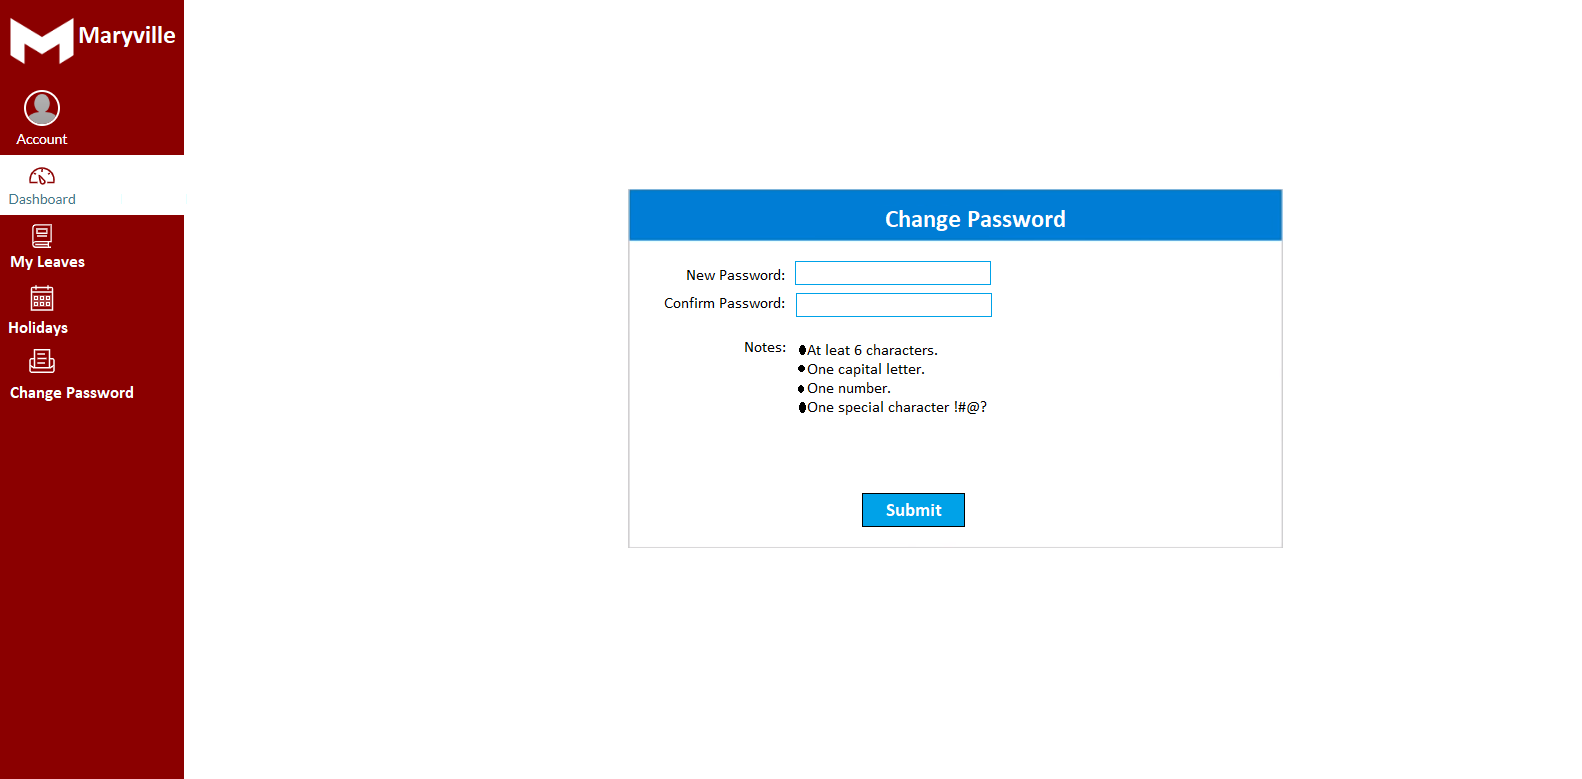 Maryville
Account
Dashboard
My Leaves
Holidays
Change Password
Change Password
New Password:
Confirm Password:
Notes:
At leat 6 characters.
One capital letter.
One number.
One special character !#@?
Submit